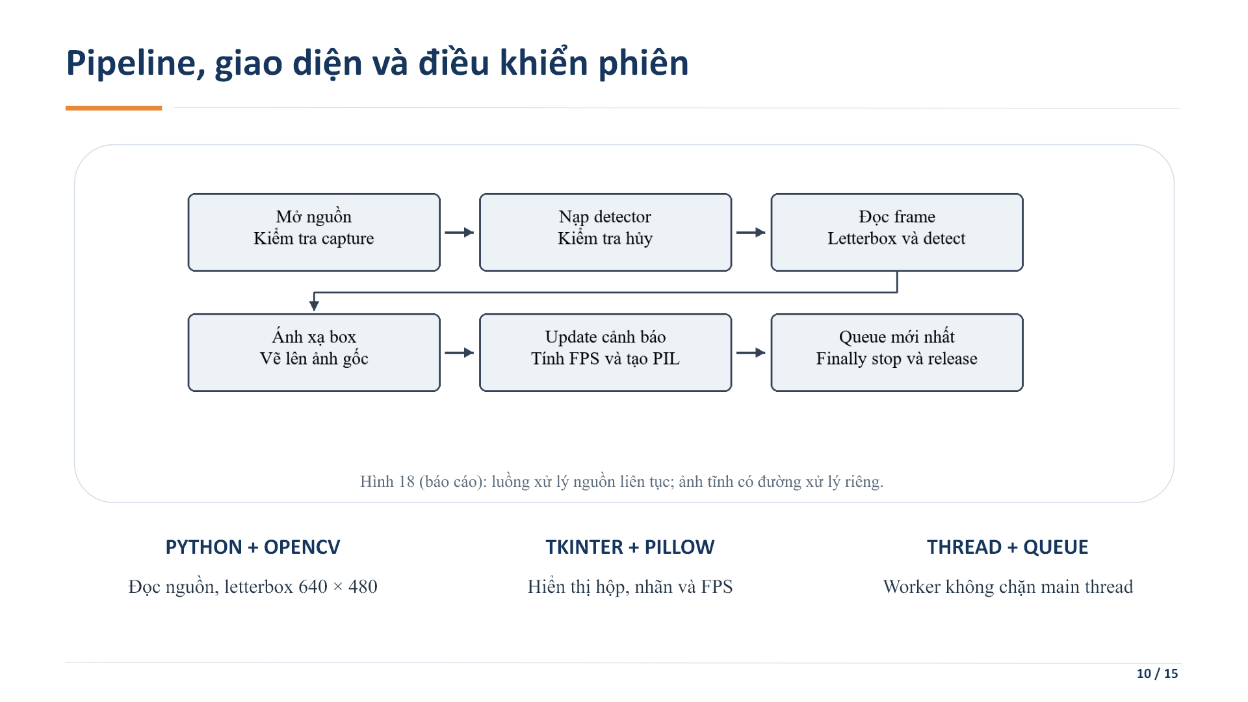 Pipeline, giao diện và điều khiển phiên
Mở nguồn
Kiểm tra capture
Nạp detector
Kiểm tra hủy
Đọc frame
Letterbox và detect
Ánh xạ box
Vẽ lên ảnh gốc
Update cảnh báo
Tính FPS và tạo PIL
Queue mới nhất
Finally stop và release
Hình 18 (báo cáo): luồng xử lý nguồn liên tục; ảnh tĩnh có đường xử lý riêng.
PYTHON + OPENCV
Đọc nguồn, letterbox 640 × 480
TKINTER + PILLOW
Hiển thị hộp, nhãn và FPS
THREAD + QUEUE
Worker không chặn main thread
10 / 15